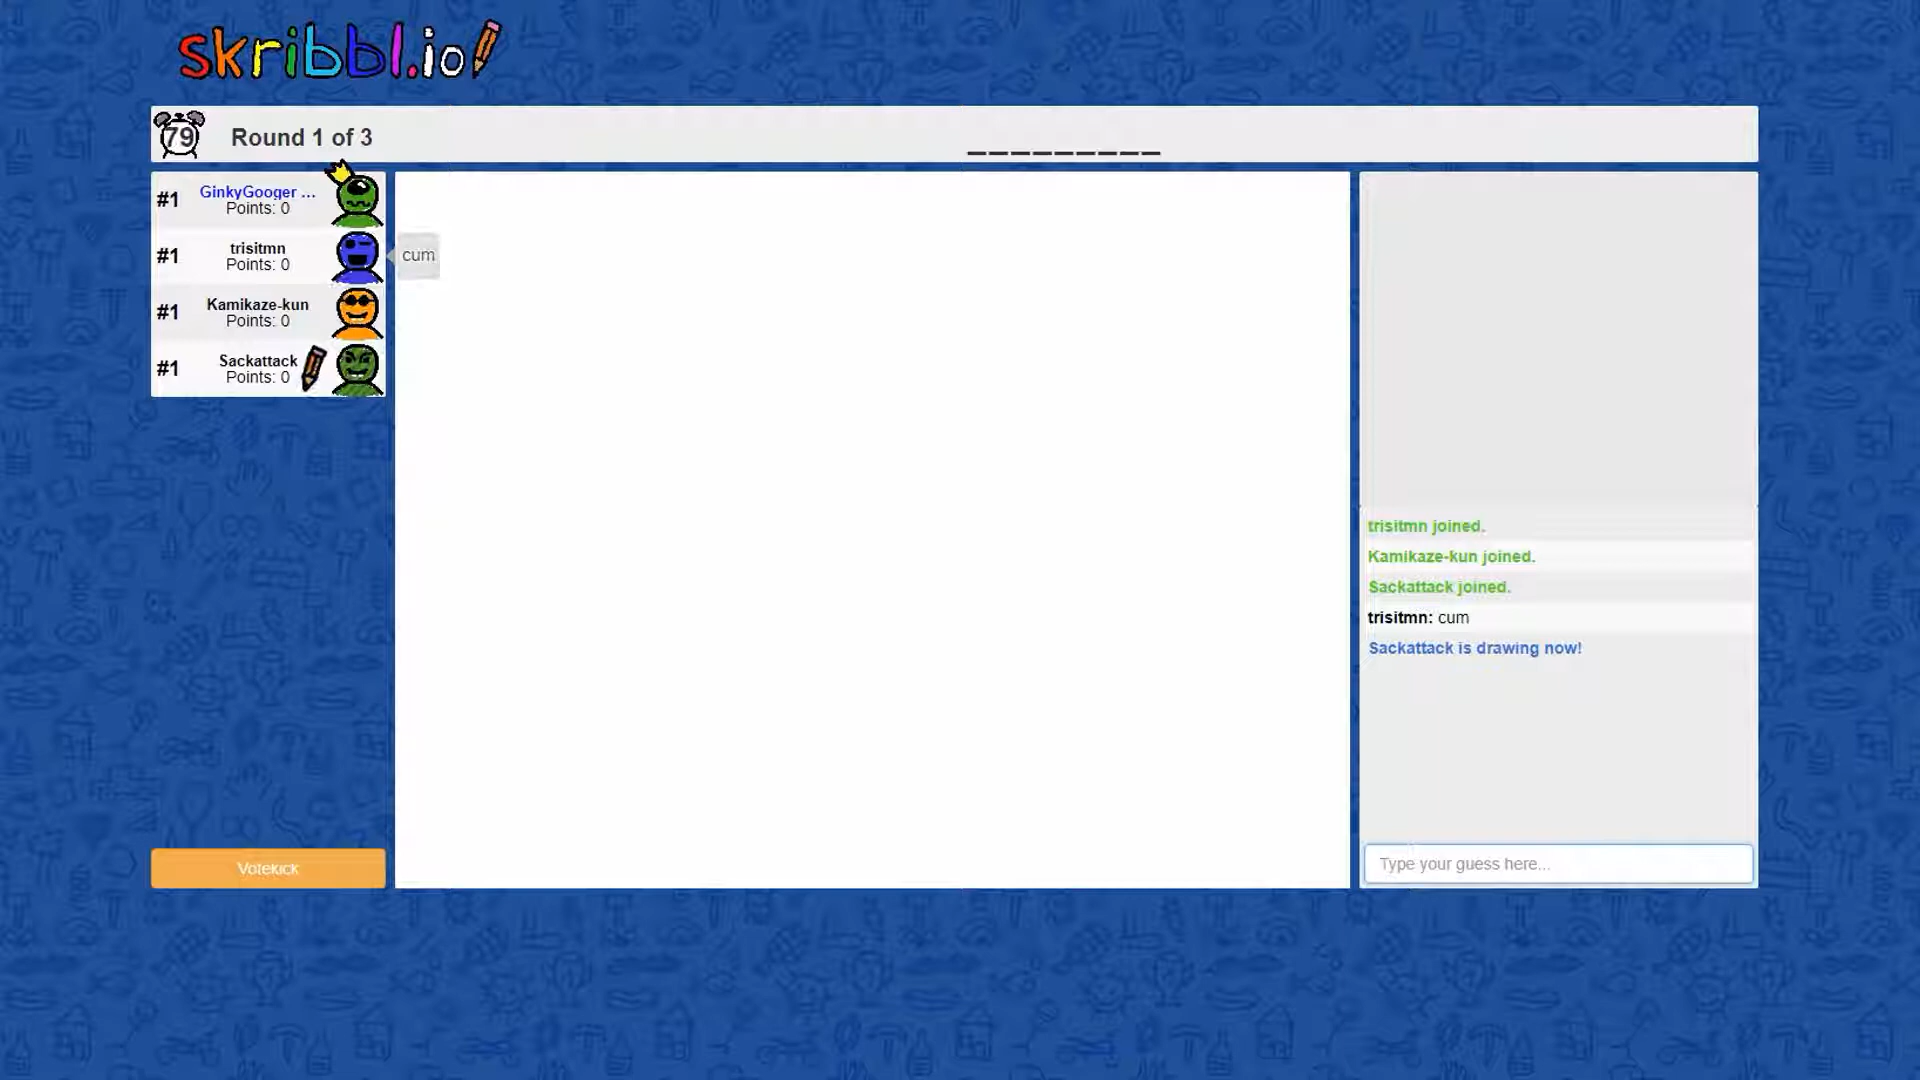 skribbl.io
79
Round 1 of 3
_________
#1
GinkyGooger ...
Points: 0
#1
trisitmn
Points: 0
cum
#1
Kamikaze-kun
Points: 0
#1
Sackattack
Points: 0
trisitmn joined.
Kamikaze-kun joined.
Sackattack joined.
trisitmn: cum
Sackattack is drawing now!
Votekick
Type your guess here...